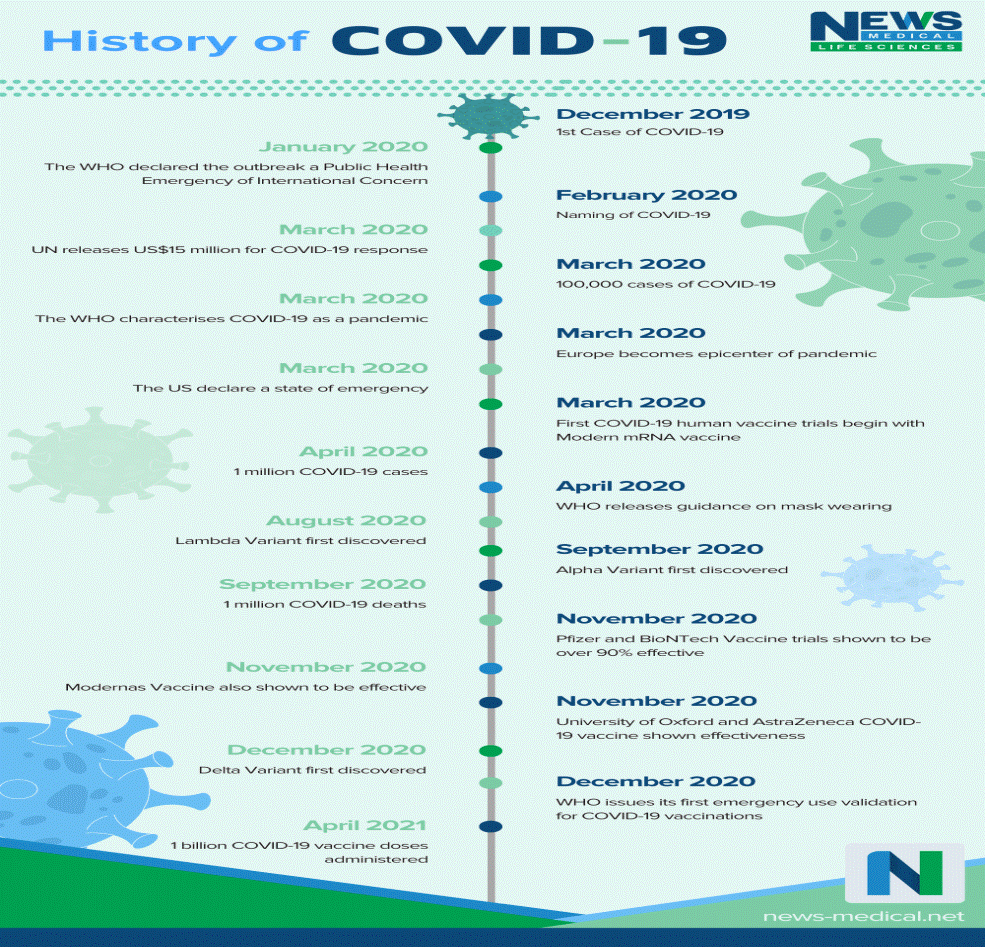 History of COVID-19
NEWS
MEDICAL
LIFE SCIENCES
December 2019
1st Case of COVID-19
January 2020
The WHO declared the outbreak a Public Health
Emergency of International Concern
February 2020
Naming of COVID-19
March 2020
UN releases US$15 million for COVID-19 response
March 2020
100,000 cases of COVID-19
March 2020
The WHO characterises COVID-19 as a pandemic
March 2020
Europe becomes epicenter of pandemic
March 2020
The US declare a state of emergency
March 2020
First COVID-19 human vaccine trials begin with
Modern mRNA vaccine
April 2020
1 million COVID-19 cases
April 2020
WHO releases guidance on mask wearing
August 2020
Lambda Variant first discovered
September 2020
Alpha Variant first discovered
September 2020
1 million COVID-19 deaths
November 2020
Pfizer and BioNTech Vaccine trials shown to be
over 90% effective
November 2020
Modernas Vaccine also shown to be effective
November 2020
University of Oxford and AstraZeneca COVID-
19 vaccine shown effectiveness
December 2020
Delta Variant first discovered
December 2020
WHO issues its first emergency use validation
for COVID-19 vaccinations
April 2021
1 billion COVID-19 vaccine doses
administered
N
news-medical.net